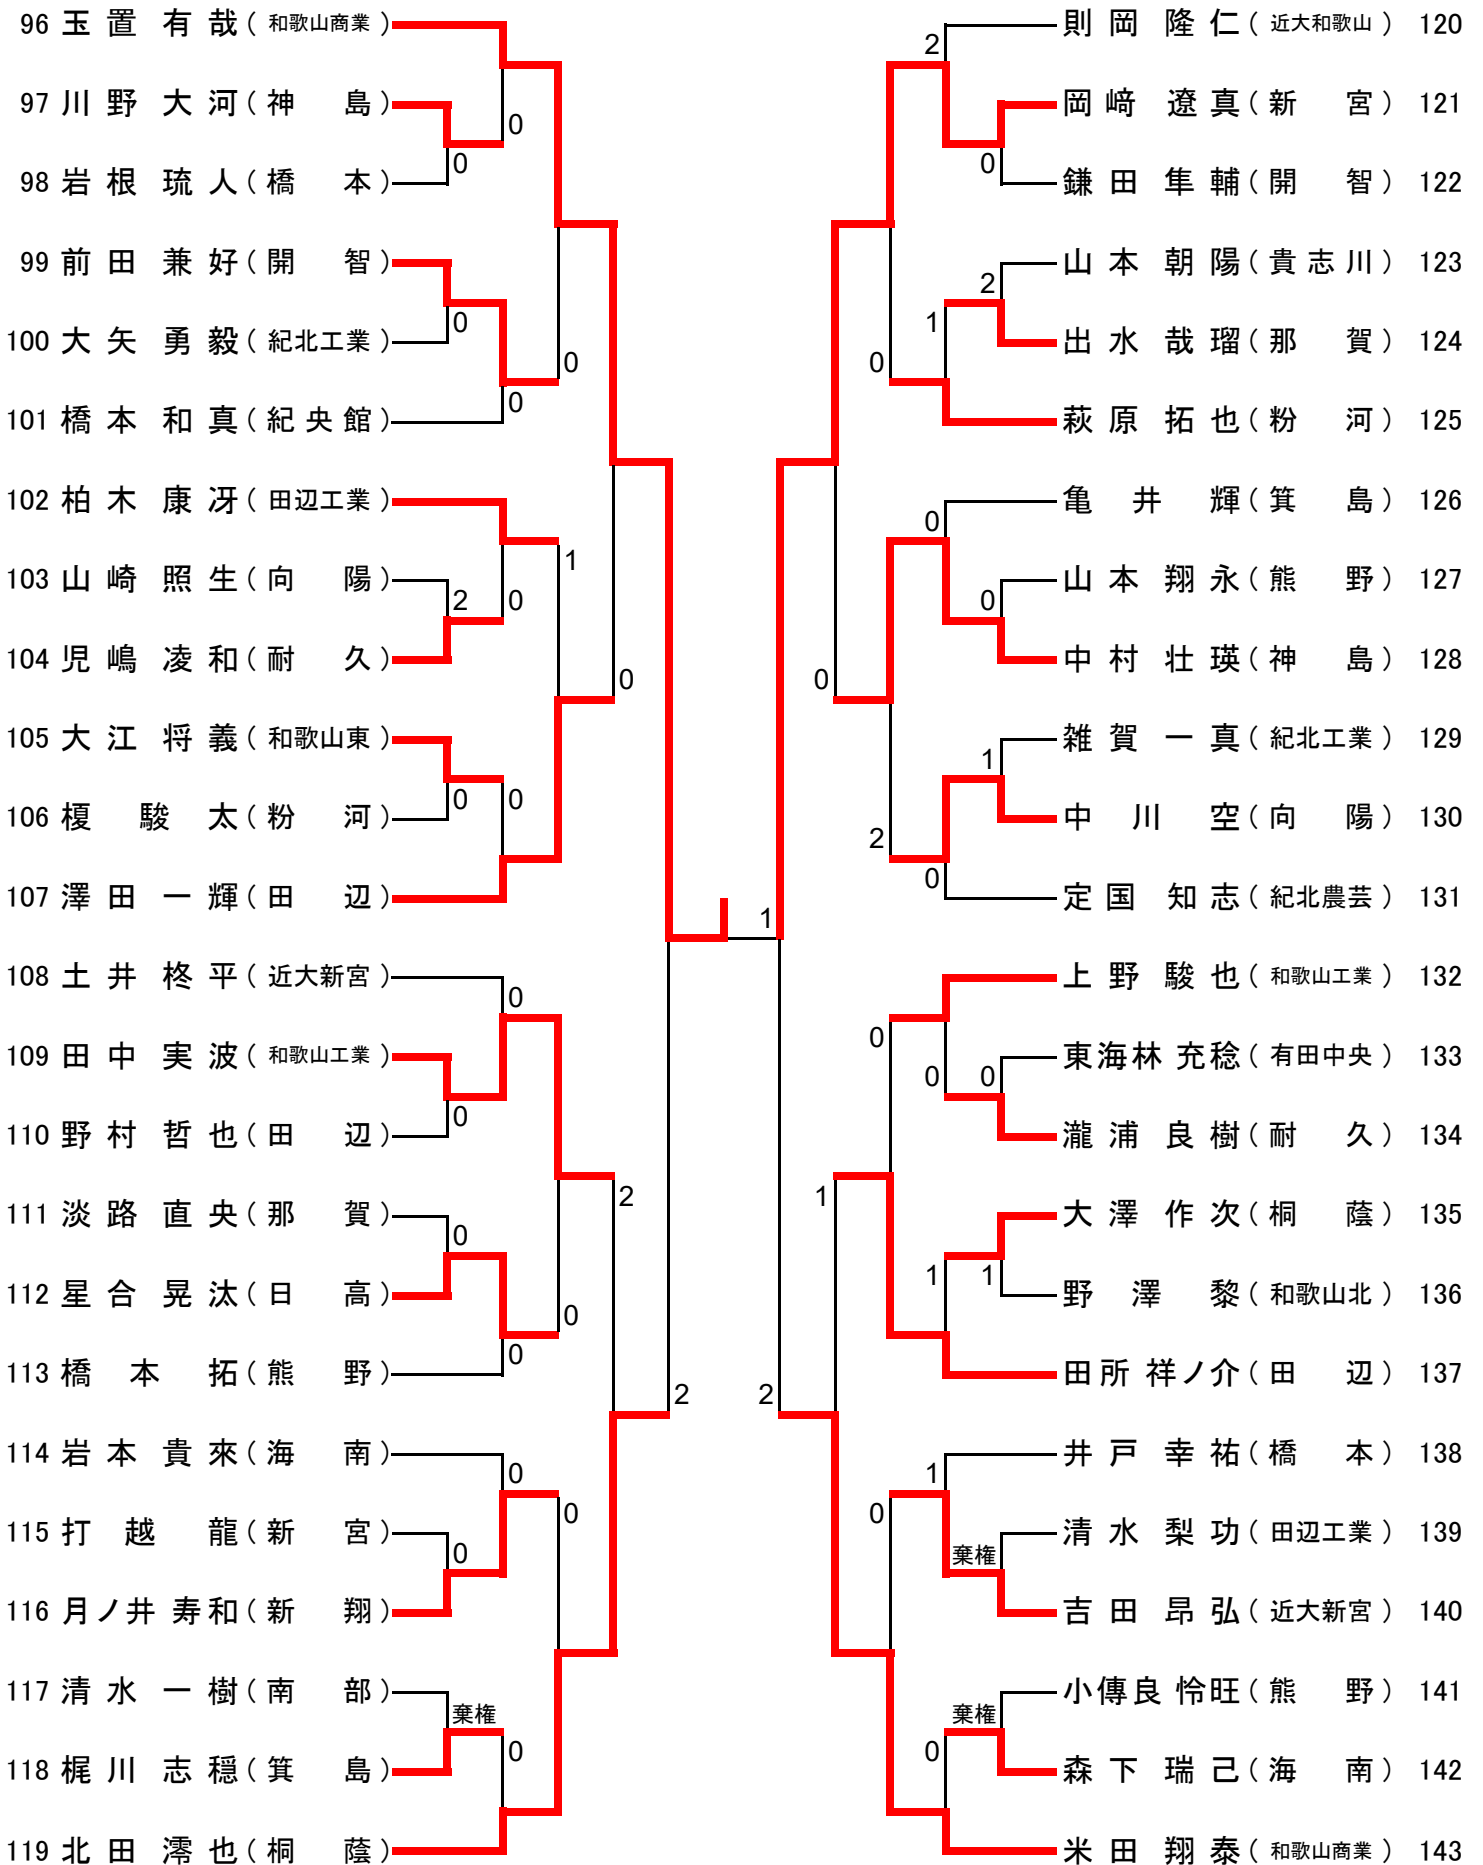 96 玉置 有哉（和歌山商業）
97 川野 大河（神島）
0
98 岩根 琉人（橋本）
0
99 前田 兼好（開智）
100 大矢 勇毅（紀北工業）
0
101 橋本 和真（紀央館）
0
0
102 柏木 康冴（田辺工業）
103 山崎 照生（向陽）
1
2
0
104 児嶋 凌和（耐久）
0
105 大江 将義（和歌山東）
106 榎 駿太（粉河）
0
0
107 澤田 一輝（田辺）
108 土井 柊平（近大新宮）
0
109 田中 実波（和歌山工業）
110 野村 哲也（田辺）
0
111 淡路 直央（那賀）
2
0
112 星合 晃汰（日高）
0
113 橋本 拓（熊野）
0
2
114 岩本 貴來（海南）
0
115 打越 龍（新宮）
0
0
116 月ノ井 寿和（新翔）
117 清水 一樹（南部）
棄権
118 梶川 志穏（箕島）
0
119 北田 澪也（桐蔭）
1
則岡 隆仁（近大和歌山） 120
2
岡﨑 遼真（新宮） 121
0
鎌田 隼輔（開智） 122
山本 朝陽（貴志川） 123
2
1
出水 哉瑠（那賀） 124
0
萩原 拓也（粉河） 125
亀井 輝（箕島） 126
0
山本 翔永（熊野） 127
0
中村 壮瑛（神島） 128
0
雑賀 一真（紀北工業） 129
1
中川 空（向陽） 130
2
0
定国 知志（紀北農芸） 131
上野 駿也（和歌山工業） 132
0
東海林 充稔（有田中央） 133
0
0
瀧浦 良樹（耐久） 134
1
大澤 作次（桐蔭） 135
1
1
野澤 黎（和歌山北） 136
田所 祥ノ介（田辺） 137
2
井戸 幸祐（橋本） 138
1
0
清水 梨功（田辺工業） 139
棄権
吉田 昂弘（近大新宮） 140
小傳良 怜旺（熊野） 141
棄権
0
森下 瑞己（海南） 142
米田 翔泰（和歌山商業） 143